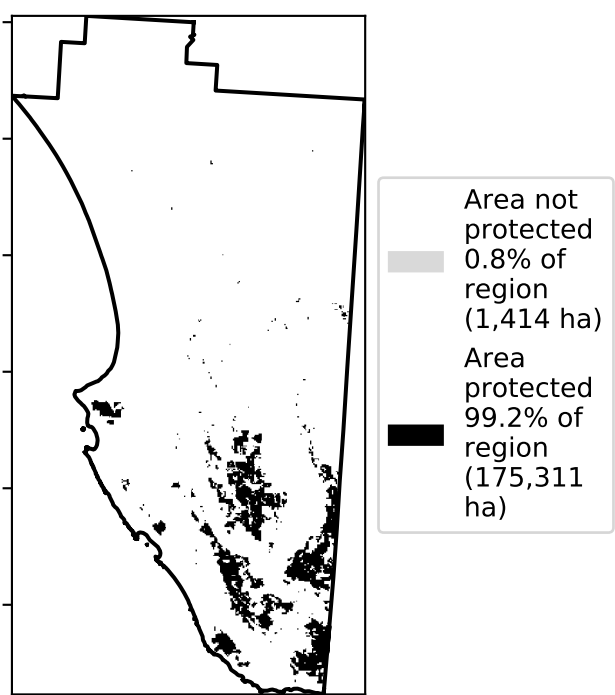 Area not
protected
0.8% of
region
(1,414 ha)
Area
protected
99.2% of
region
(175,311
ha)